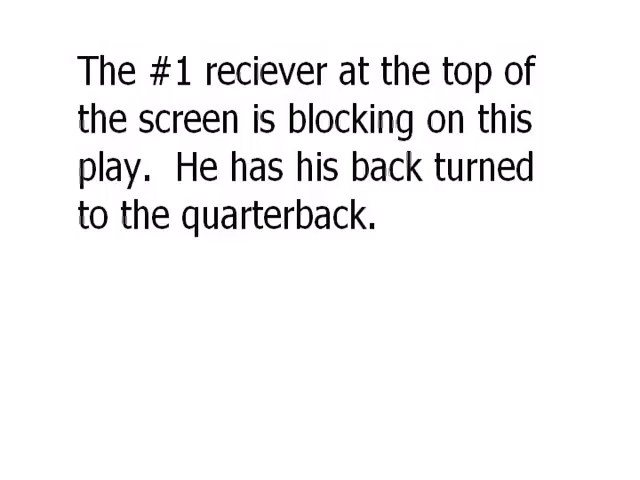 The #1 reciever at the top of
the screen is blocking on this
play.  He has his back turned
to the quarterback.